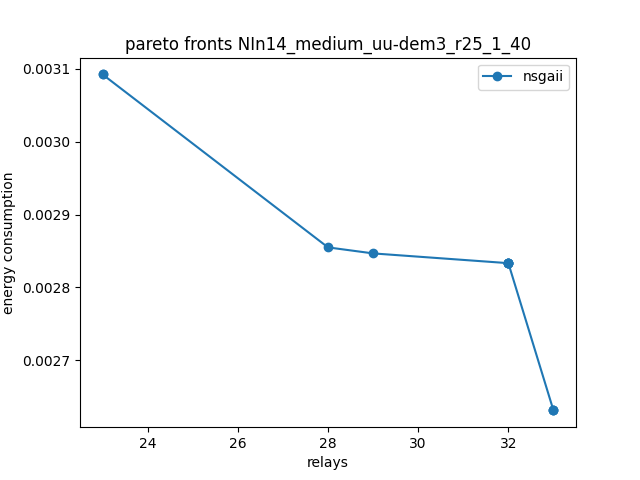 pareto fronts NIn14_medium_uu-dem3_r25_1_40
nsgaii
0.0031
0.0030
0.0029
0.0028
0.0027
energy consumption
24
26
28
30
32
relays